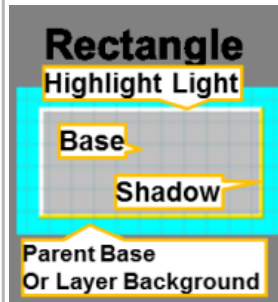 Rectangle
Highlight Light
Base
Shadow
Parent Base
Or Layer Background